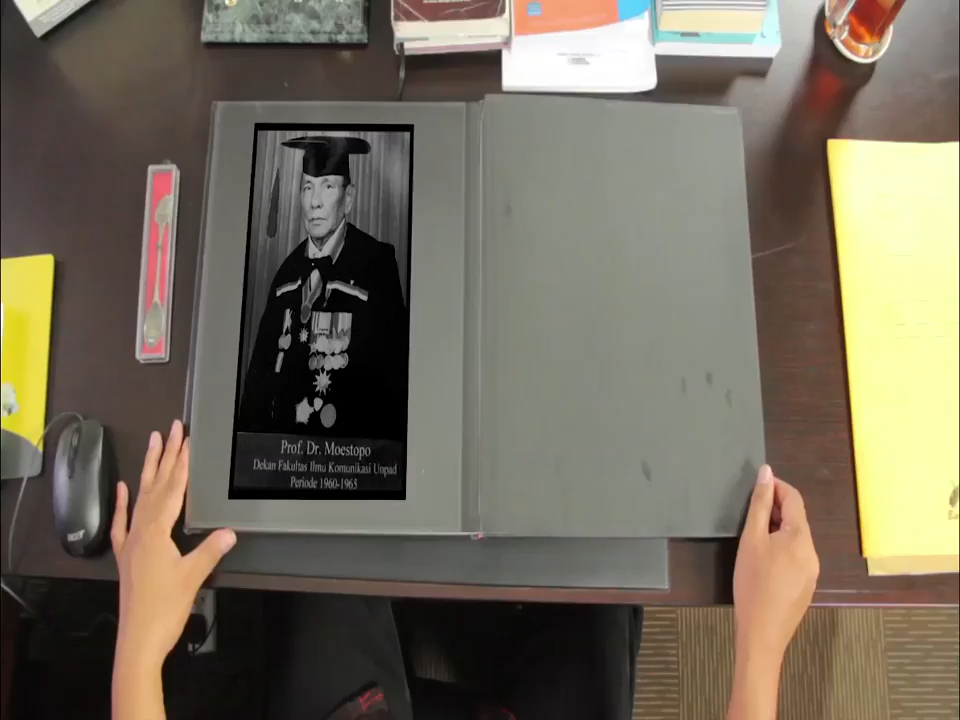 Prof. Dr. Moestopo
Dekan Fakultas Ilmu Komunikasi Unpad
Periode 1960-1965